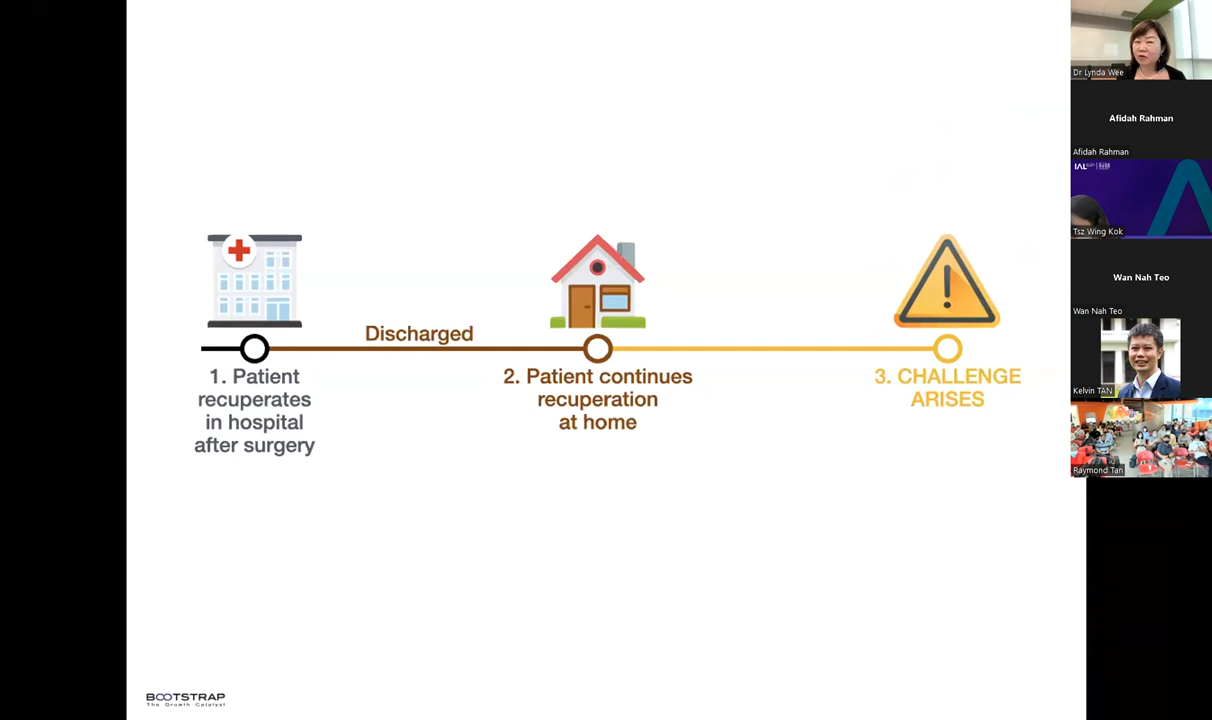 Discharged
1. Patient
recuperates
in hospital
after surgery
2. Patient continues
recuperation
at home
3. CHALLENGE
ARISES
BOOTSTRAP
The Growth Catalyst
Dr Lynda Wee
Afidah Rahman
Afidah Rahman
IAL
Tsz Wing Kok
Wan Nah Teo
Wan Nah Teo
Kelvin TAN
Raymond Tan